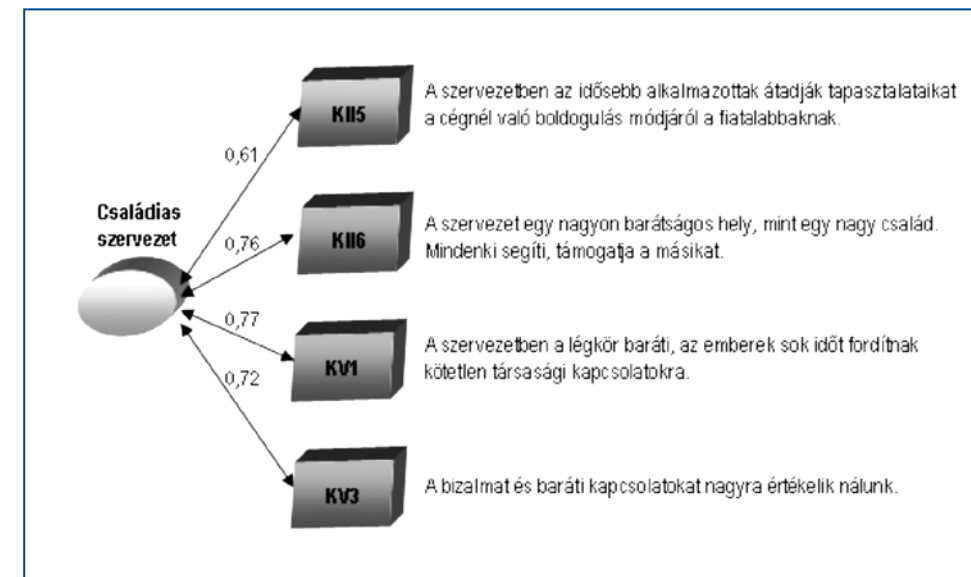 A szervezetben az idősebb alkalmazottak átadják tapasztalataikat
a cégnél való boldogulás módjáról a fiatalabbaknak.
KII5
0,61
Családias
szervezet
A szervezet egy nagyon barátságos hely, mint egy nagy család.
Mindenki segíti, támogatja a másikat.
KII6
0,76
0,77
A szervezetben a légkör baráti, az emberek sok időt fordítnak
kötetlen társasági kapcsolatokra.
KV1
0,72
KV3
A bizalmat és baráti kapcsolatokat nagyra értékelik nálunk.